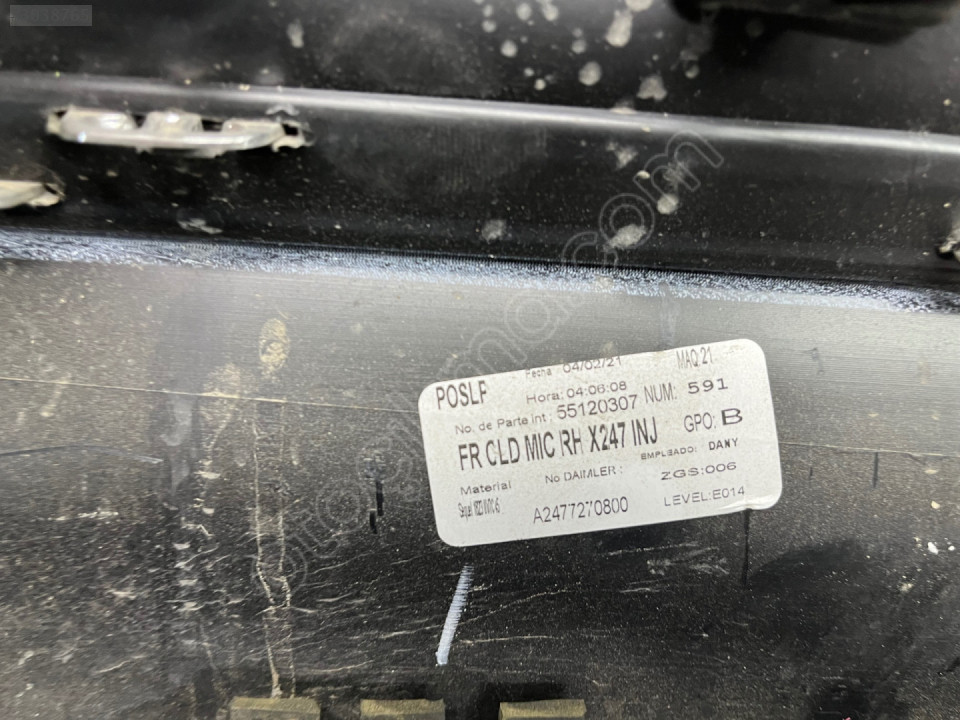 POSLP Fecha 04/02/21 MAQ:21
Hora: 04:06:08
No. de Parte Int: 55120307 NUM: 591
FR CLD MIC RH X247 INJ GPO: B
EMPLEADO: DANY
Material No DAIMLER: ZGS:006
A2477270800 LEVEL:E014